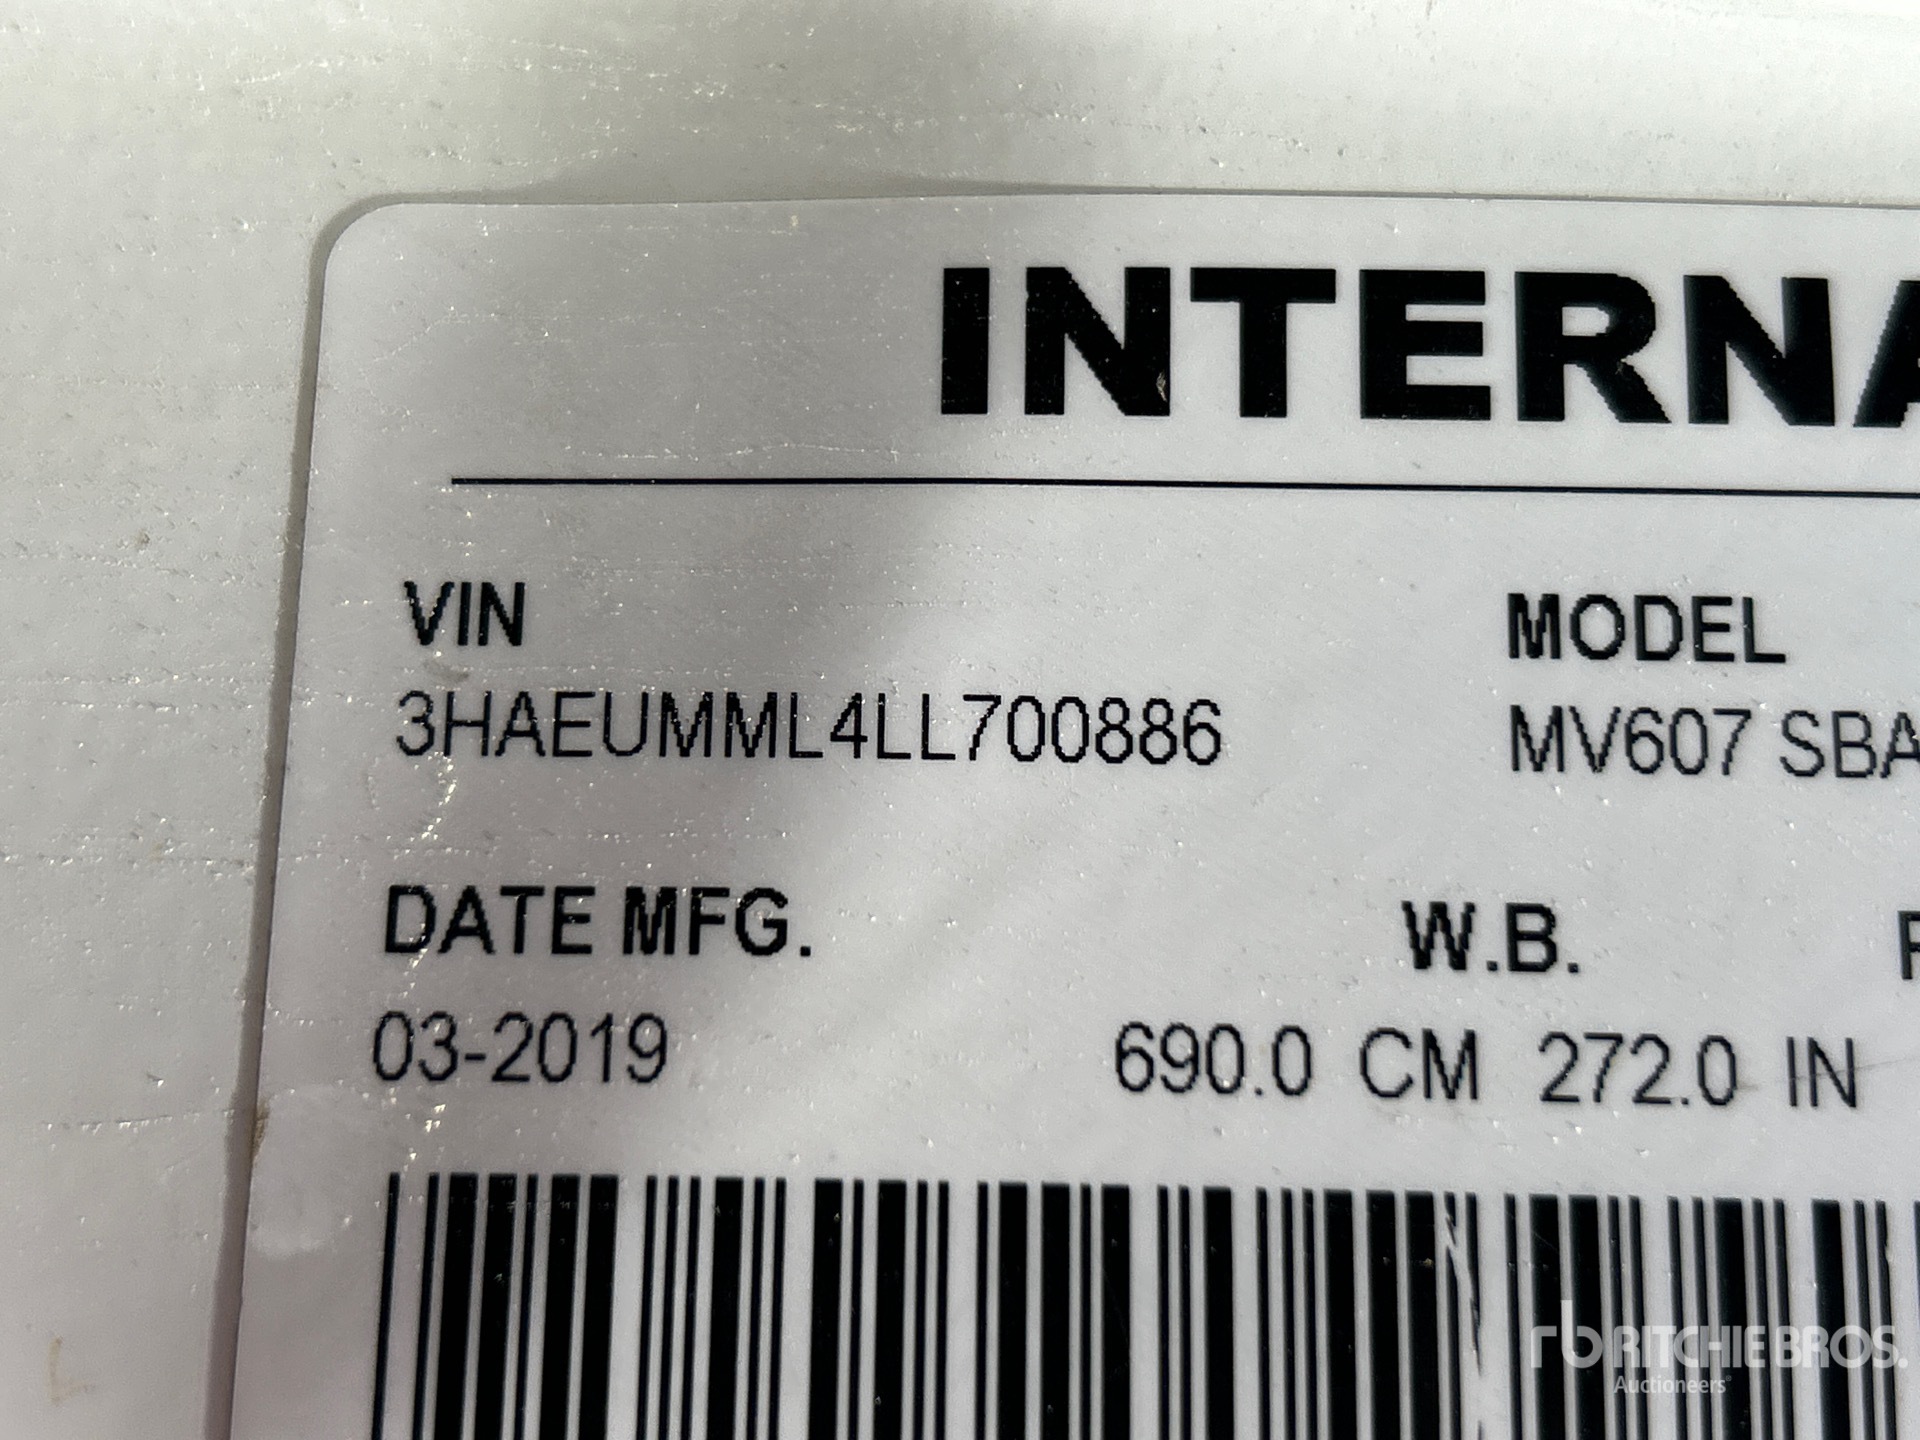 INTERNA
VIN
MODEL
3HAEUMML4LL700886
MV607 SBA
DATE MFG.
W.B.
03-2019
690.0 CM 272.0 IN
rb RITCHIE BROS.
Auctioneers